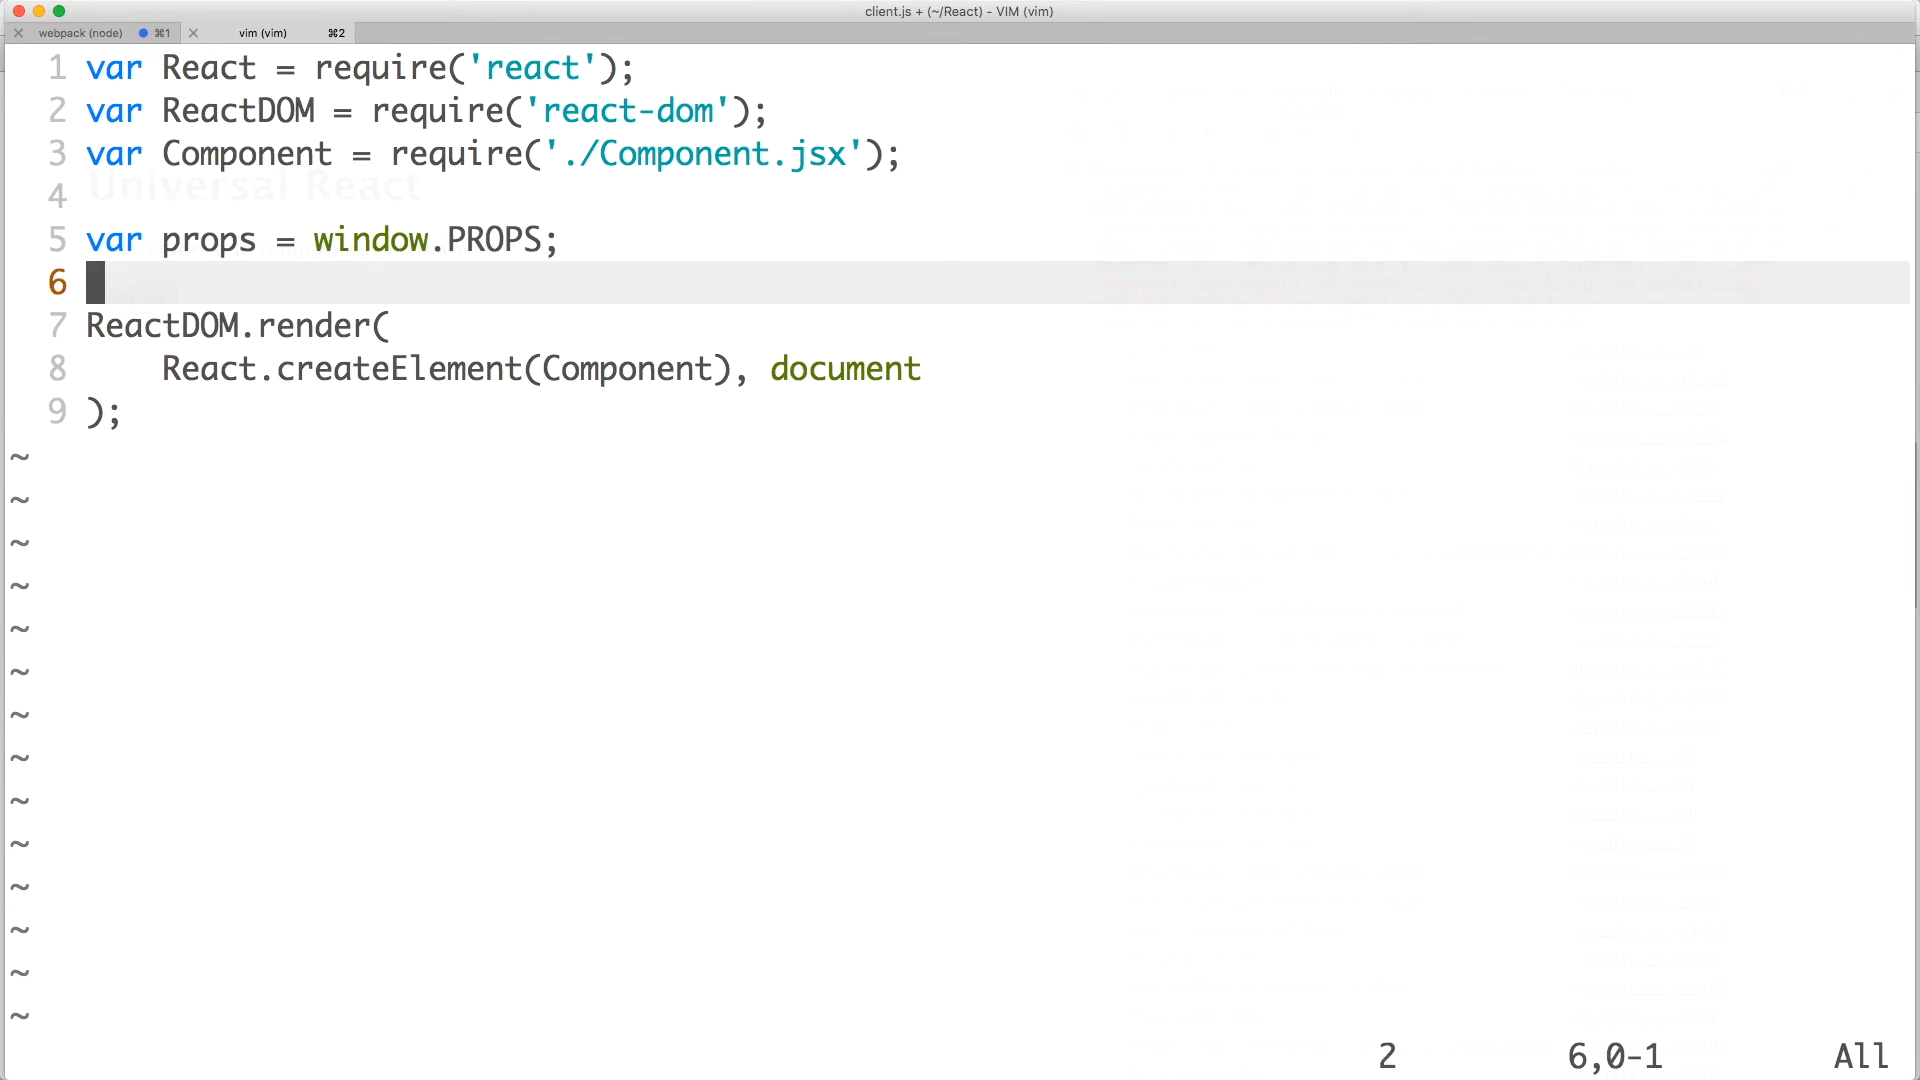 client.js + (~/React) - VIM (vim)
webpack (node) ⌘1 vim (vim) ⌘2
1 var React = require('react');
2 var ReactDOM = require('react-dom');
3 var Component = require('./Component.jsx');
Universal React
4
5 var props = window.PROPS;
6
7 ReactDOM.render(
8 React.createElement(Component), document
9 );
~
~
~
~
~
~
~
~
~
~
~
~
~
~
2 6,0-1 All